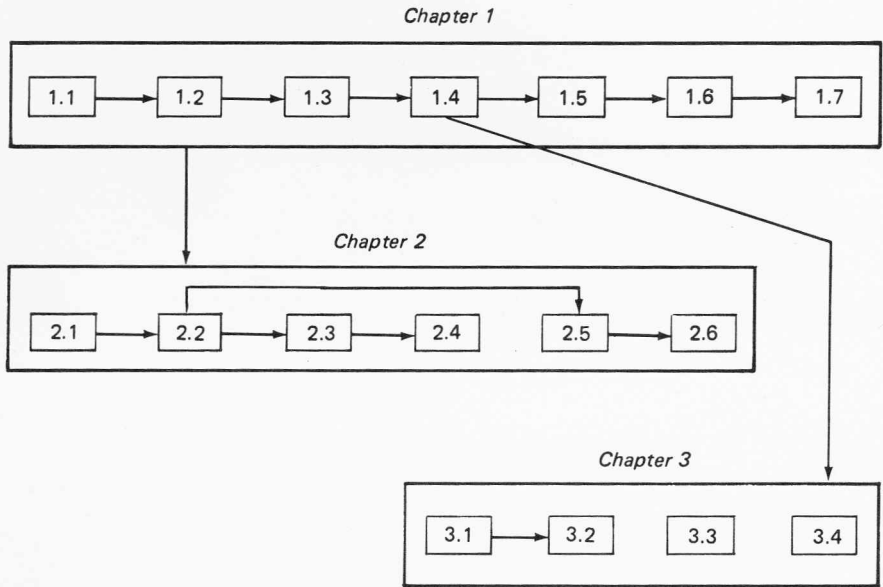 Chapter 1
1.1 1.2 1.3 1.4 1.5 1.6 1.7
Chapter 2
2.1 2.2 2.3 2.4 2.5 2.6
Chapter 3
3.1 3.2 3.3 3.4